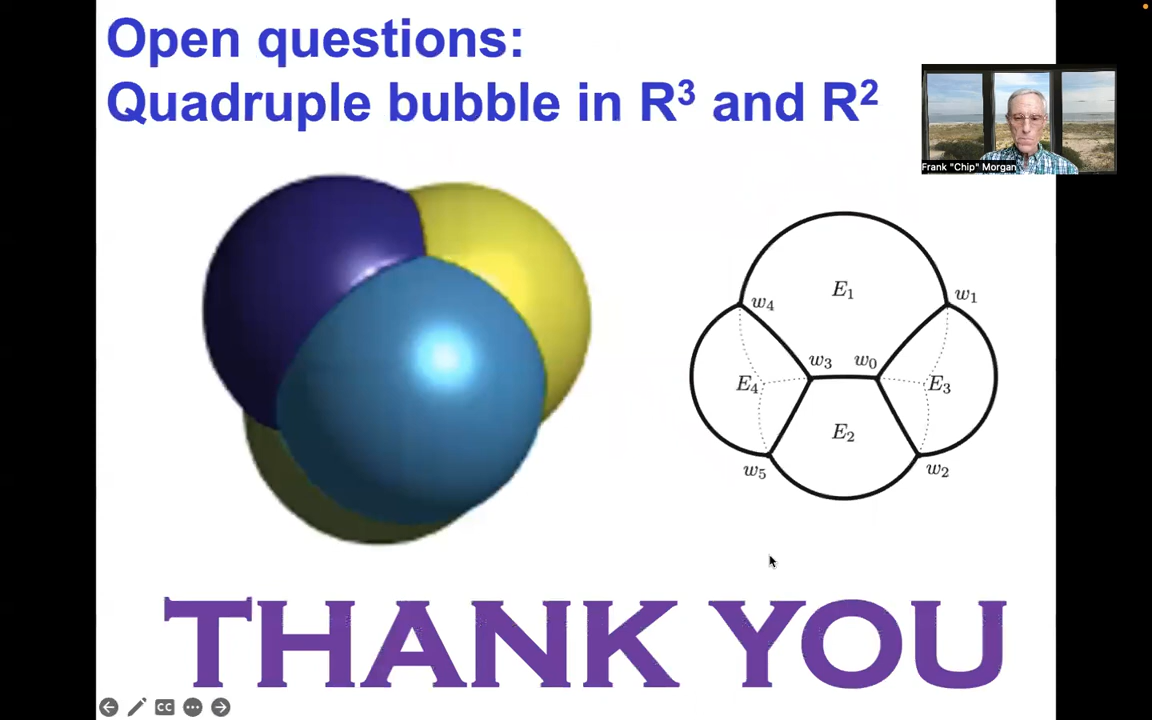 Open questions:
Quadruple bubble in R³ and R²
Frank "Chip" Morgan
E₁
w₄
w₁
w₃
w₀
E₄
E₃
E₂
w₅
w₂
THANK YOU
CC